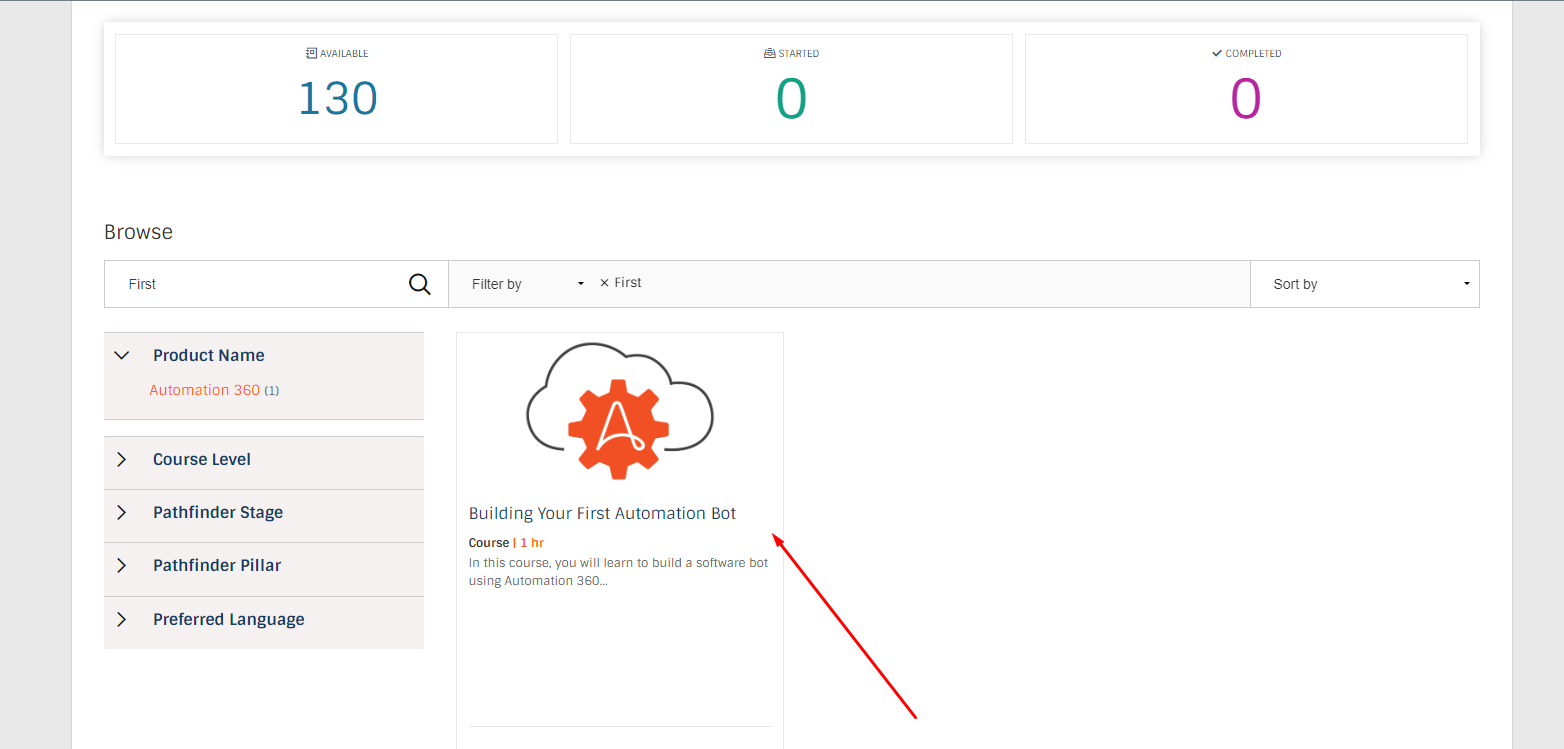 AVAILABLE
130
STARTED
0
COMPLETED
0
Browse
First
Filter by
× First
Sort by
Product Name
Automation 360 (1)
Course Level
Pathfinder Stage
Pathfinder Pillar
Preferred Language
Building Your First Automation Bot
Course | 1 hr
In this course, you will learn to build a software bot
using Automation 360...